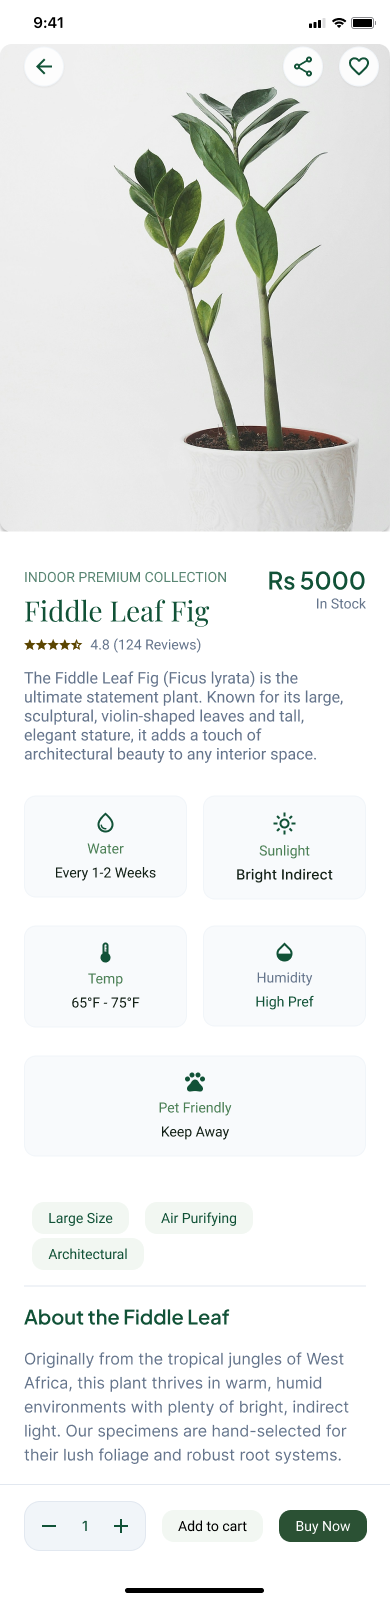 9:41
INDOOR PREMIUM COLLECTION
Rs 5000
Fiddle Leaf Fig
In Stock
4.8 (124 Reviews)
The Fiddle Leaf Fig (Ficus lyrata) is the
ultimate statement plant. Known for its large,
sculptural, violin-shaped leaves and tall,
elegant stature, it adds a touch of
architectural beauty to any interior space.
Water
Every 1-2 Weeks
Sunlight
Bright Indirect
Temp
65°F - 75°F
Humidity
High Pref
Pet Friendly
Keep Away
Large Size
Air Purifying
Architectural
About the Fiddle Leaf
Originally from the tropical jungles of West
Africa, this plant thrives in warm, humid
environments with plenty of bright, indirect
light. Our specimens are hand-selected for
their lush foliage and robust root systems.
1
Add to cart
Buy Now